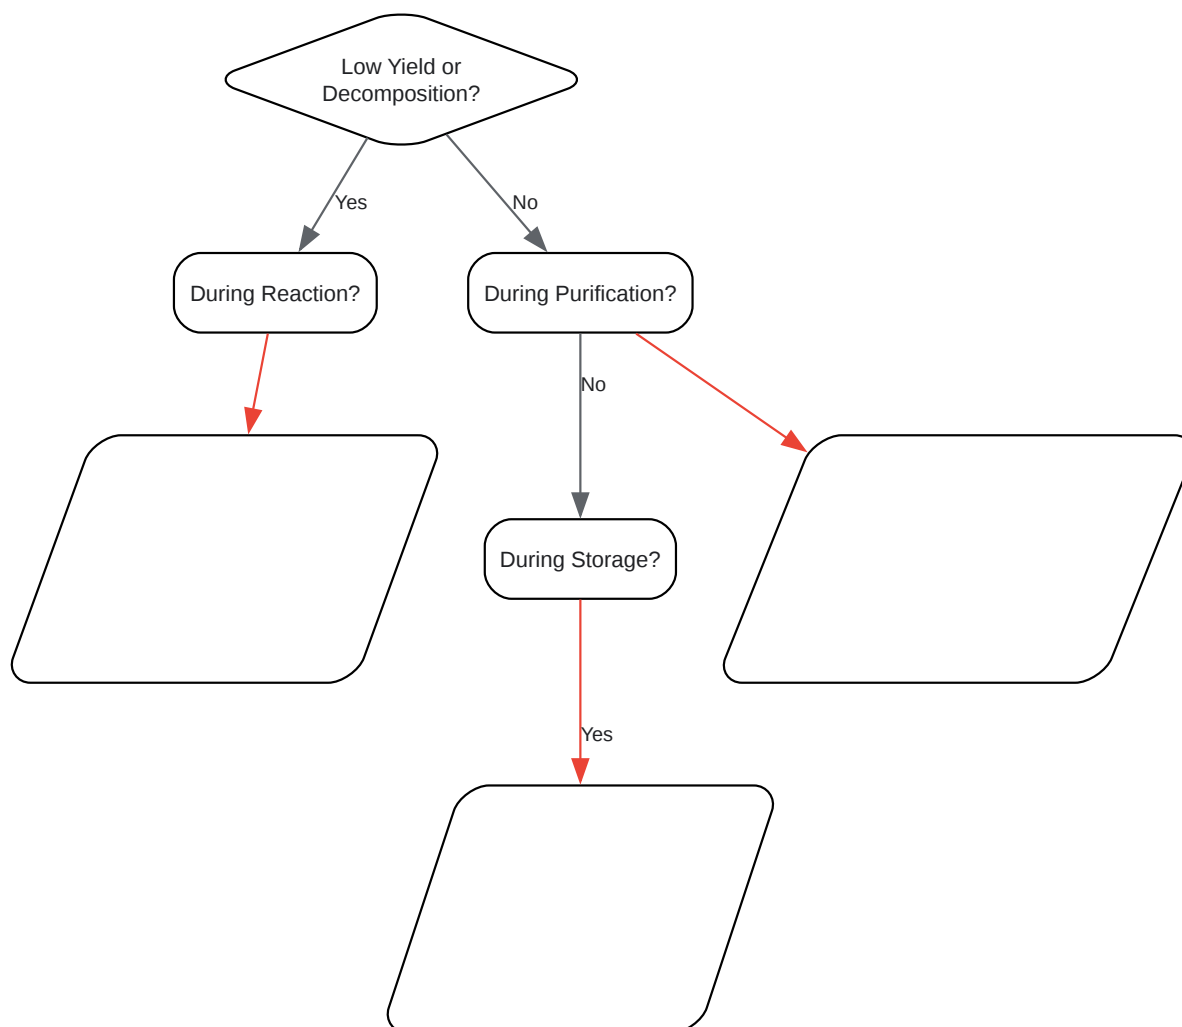 Low Yield or
Decomposition?
Yes
No
During Reaction?
During Purification?
No
During Storage?
Yes